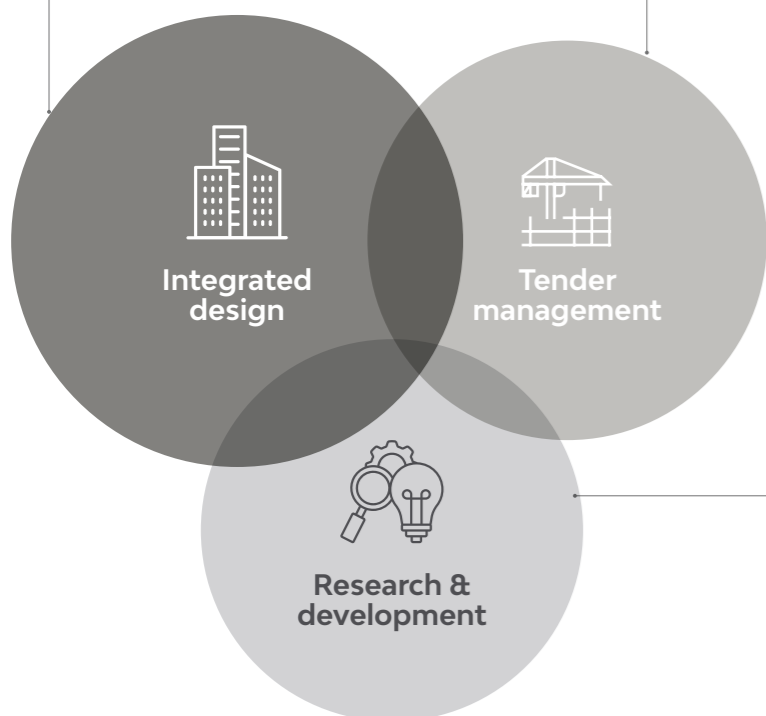 Integrated
design
Tender
management
Research &
development